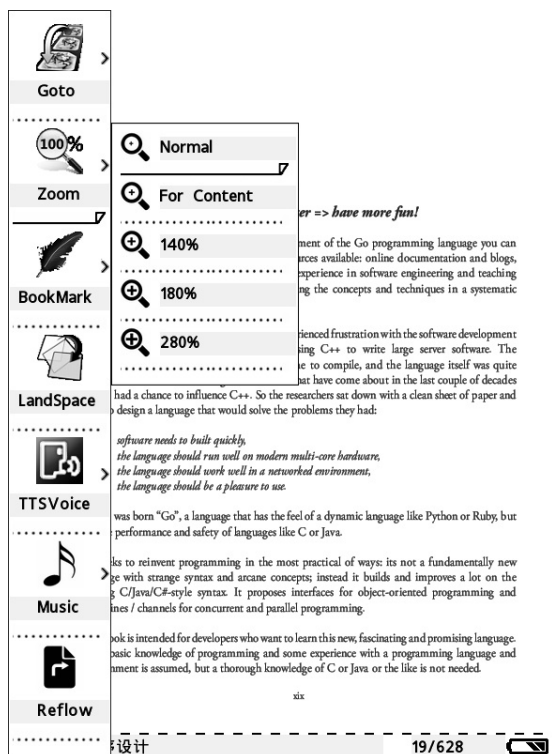 Goto
100%
Zoom
BookMark
LandSpace
TTSVoice
Music
Reflow
Normal
For Content
140%
180%
280%
=> have more fun!
ment of the Go programming language you can
available: online documentation and blogs,
experience in software engineering and teaching
the concepts and techniques in a systematic
frustration with the software development
C++ to write large server software. The
to compile, and the language itself was quite
have come about in the last couple of decades
had a chance to influence C++. So the researchers sat down with a clean sheet of paper and
design a language that would solve the problems they had:
software needs to built quickly,
the language should run well on modern multi-core hardware,
the language should work well in a networked environment,
the language should be a pleasure to use.
was born “Go”, a language that has the feel of a dynamic language like Python or Ruby, but
performance and safety of languages like C or Java.
to reinvent programming in the most practical of ways: its not a fundamentally new
with strange syntax and arcane concepts; instead it builds and improves a lot on the
C/Java/C#-style syntax. It proposes interfaces for object-oriented programming and
/ channels for concurrent and parallel programming.
is intended for developers who want to learn this new, fascinating and promising language.
basic knowledge of programming and some experience with a programming language and
is assumed, but a thorough knowledge of C or Java or the like is not needed.
xix
设计
19/628